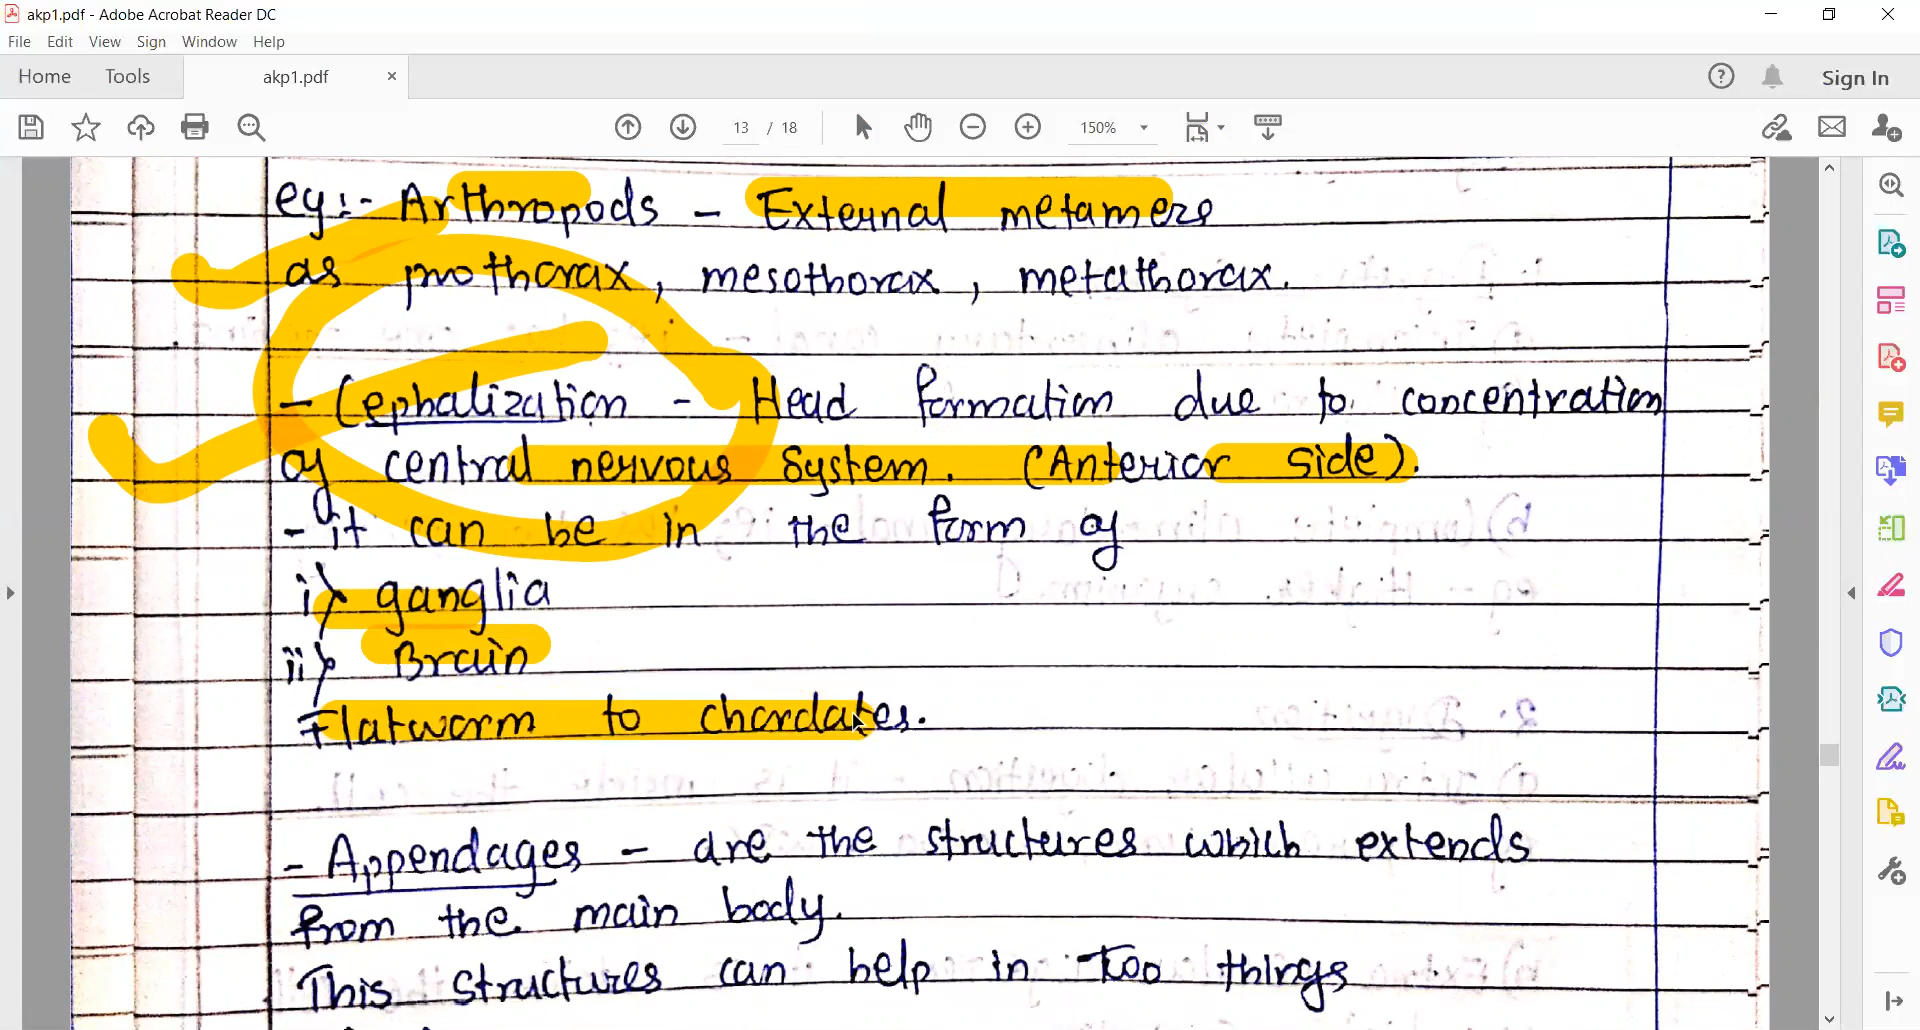 akp1.pdf - Adobe Acrobat Reader DC
File Edit View Sign Window Help
Home Tools akp1.pdf × Sign In
13 / 18 150%
eg:- Arthropods - External metamers
as prothorax, mesothorax, metathorax.
- Cephalization - Head formation due to concentration
of central nervous system. (Anterior side).
- it can be in the form of
i) ganglia
ii) Brain
Flatworm to chordates.
- Appendages - are the structures which extends
from the main body.
This structures can help in too things